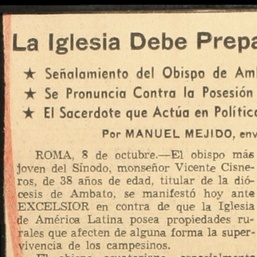 La Iglesia Debe Prepa
★ Señalamiento del Obispo de Amb
★ Se Pronuncia Contra la Posesión
★ El Sacerdote que Actúa en Polític
Por MANUEL MEJIDO, env
ROMA, 8 de octubre.—El obispo más
joven del Sínodo, monseñor Vicente Cisne-
ros, de 38 años de edad, titular de la dió-
cesis de Ambato, se manifestó hoy ante
EXCELSIOR en contra de que la Iglesia
de América Latina posea propiedades ru-
rales que afecten de alguna forma la super-
vivencia de los campesinos.